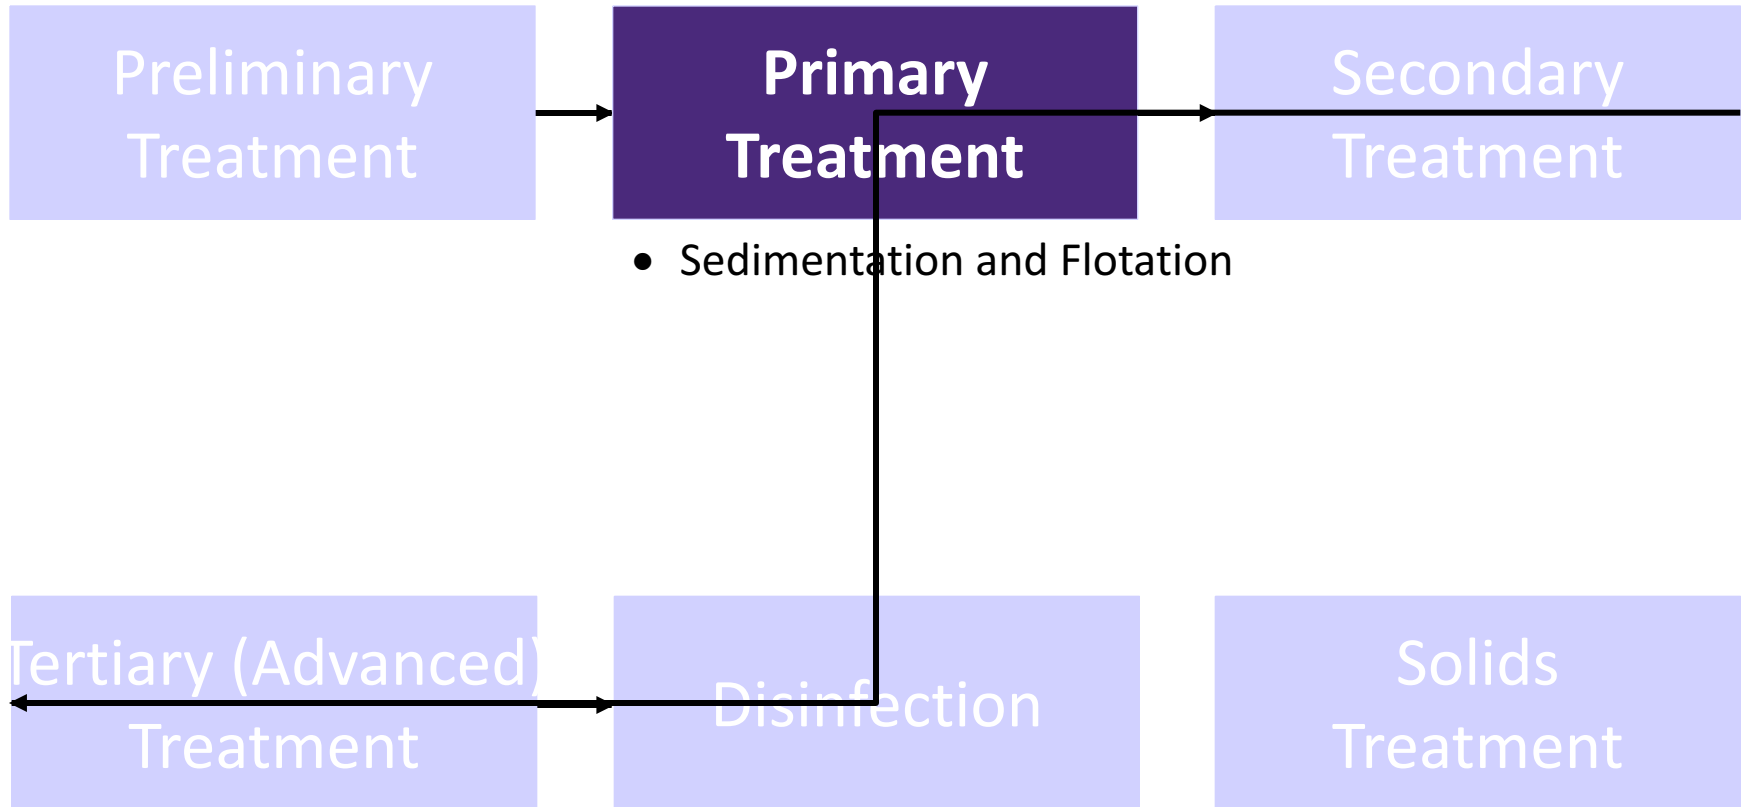 Preliminary
Treatment
Primary
Treatment
Secondary
Treatment
• Sedimentation and Flotation
Tertiary (Advanced)
Treatment
Disinfection
Solids
Treatment